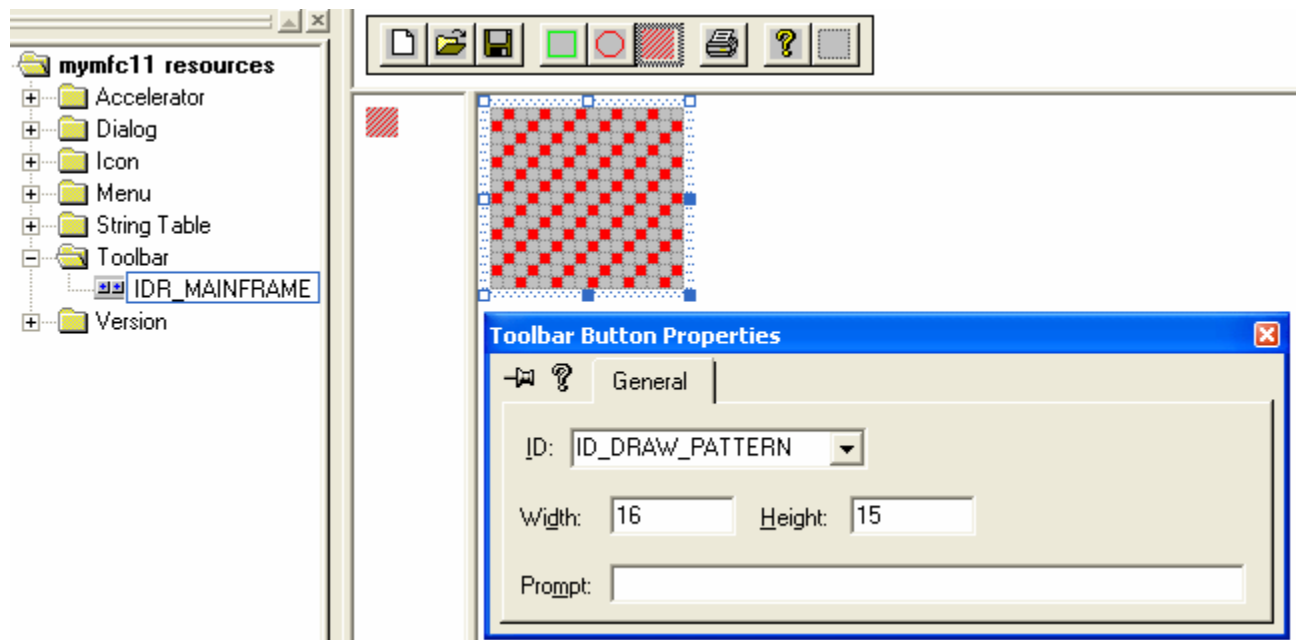 mymfc11 resources
Accelerator
Dialog
Icon
Menu
String Table
Toolbar
IDR_MAINFRAME
Version
Toolbar Button Properties
General
ID: ID_DRAW_PATTERN
Width: 16 Height: 15
Prompt: